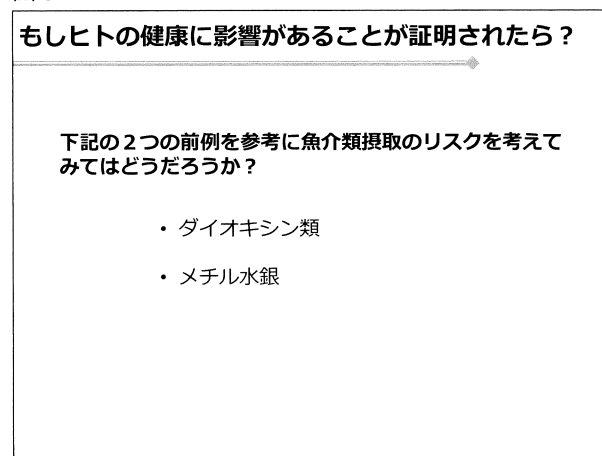 もしヒトの健康に影響があることが証明されたら？
下記の２つの前例を参考に魚介類摂取のリスクを考えて
みてはどうだろうか？
• ダイオキシン類
• メチル水銀